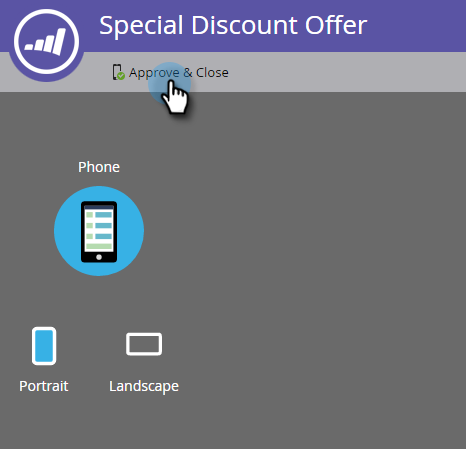 Special Discount Offer
Approve & Close
Phone
Portrait
Landscape